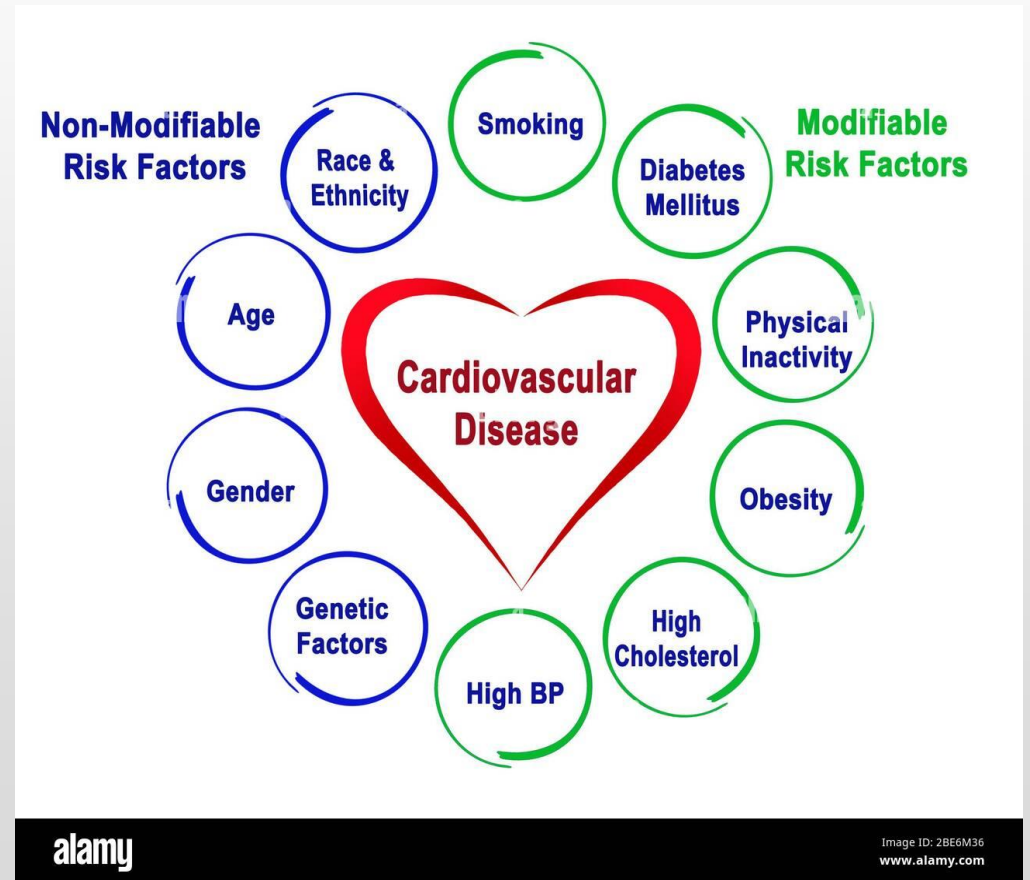 Non-Modifiable
Risk Factors
Modifiable
Risk Factors
Smoking
Race &
Ethnicity
Diabetes
Mellitus
Age
Physical
Inactivity
Cardiovascular
Disease
Gender
Obesity
Genetic
Factors
High
Cholesterol
High BP
alamy
Image ID: 2BE6M36
www.alamy.com